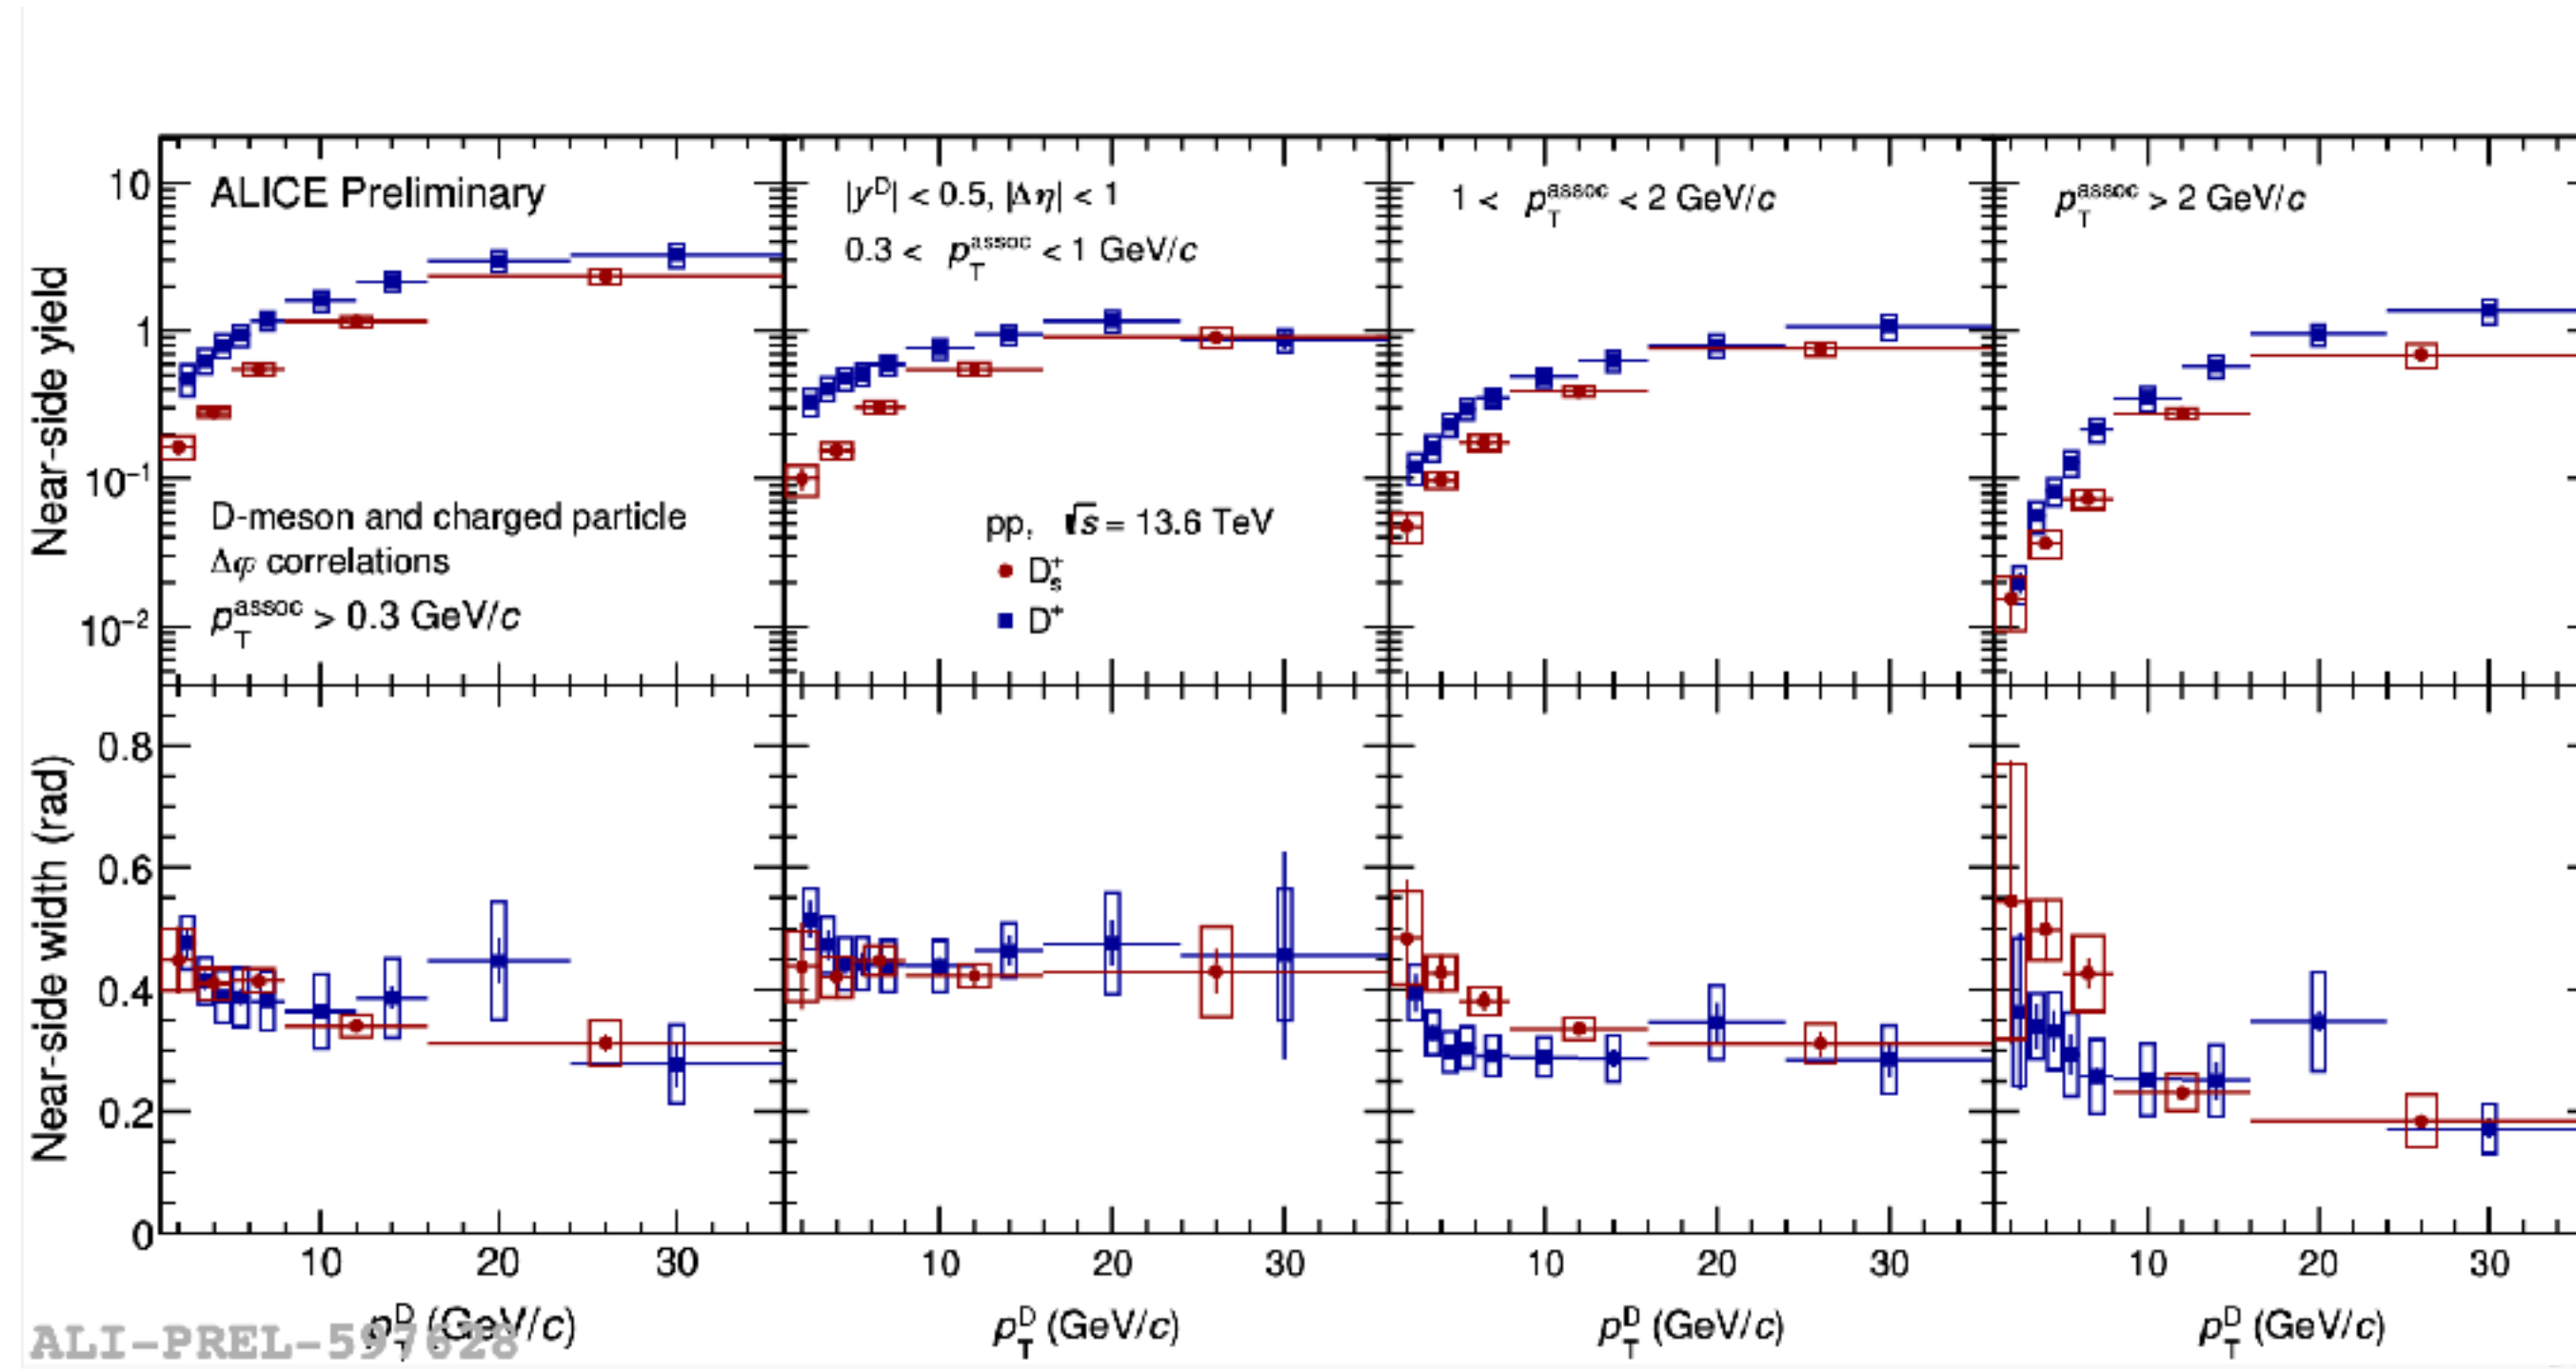 ALICE Preliminary
D-meson and charged particle
Δφ correlations
p_T^assoc > 0.3 GeV/c
|y^D| < 0.5, |Δη| < 1
0.3 < p_T^assoc < 1 GeV/c
pp, √s = 13.6 TeV
D_s^+
D^+
1 < p_T^assoc < 2 GeV/c
p_T^assoc > 2 GeV/c
Near-side yield
10
1
10^−1
10^−2
Near-side width (rad)
0.8
0.6
0.4
0.2
0
10 20 30 10 20 30 10 20 30 10 20 30
p_T^D (GeV/c) p_T^D (GeV/c) p_T^D (GeV/c) p_T^D (GeV/c)
ALI-PREL-597628